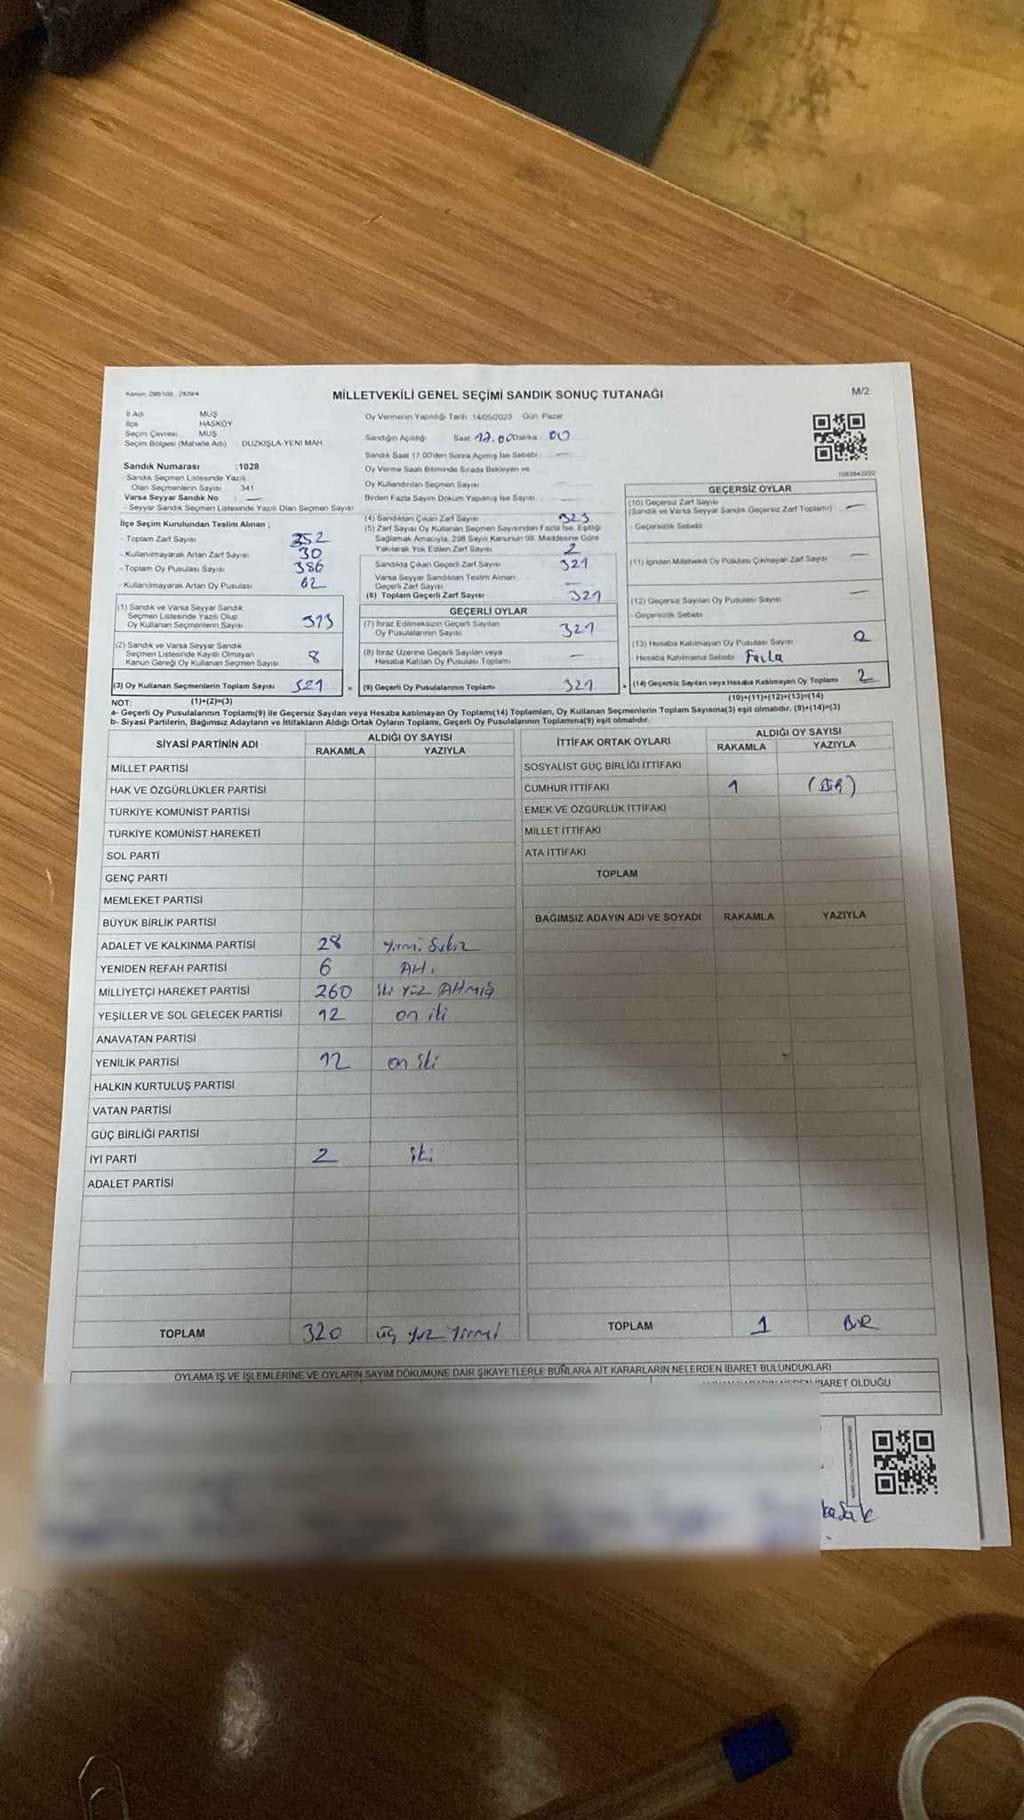 Kanun: 298/108 , 2839/4
MİLLETVEKİLİ GENEL SEÇİMİ SANDIK SONUÇ TUTANAĞI
M/2
İl Adı MUŞ
İlçe HASKÖY
Seçim Çevresi MUŞ
Seçim Bölgesi (Mahalle Adı) : DÜZKIŞLA-YENİ MAH
Sandık Numarası :1028
- Sandık Seçmen Listesinde Yazılı
Olan Seçmenlerin Sayısı : 341
Varsa Seyyar Sandık No : —
- Seyyar Sandık Seçmen Listesinde Yazılı Olan Seçmen Sayısı
İlçe Seçim Kurulundan Teslim Alınan ;
- Toplam Zarf Sayısı 352
- Kullanılmayarak Artan Zarf Sayısı 30
- Toplam Oy Pusulası Sayısı 386
- Kullanılmayarak Artan Oy Pusulası 62
(1) Sandık ve Varsa Seyyar Sandık
Seçmen Listesinde Yazılı Olup
Oy Kullanan Seçmenlerin Sayısı 313
(2) Sandık ve Varsa Seyyar Sandık
Seçmen Listesinde Kayıtlı Olmayan
Kanun Gereği Oy Kullanan Seçmen Sayısı 8
(3) Oy Kullanan Seçmenlerin Toplam Sayısı 321
Oy Vermenin Yapıldığı Tarih :14/05/2023 Gün :Pazar
Sandığın Açıldığı Saat 17.00 Dakika : 00
Sandık Saat 17:00'den Sonra Açılmış İse Sebebi : —
Oy Verme Saati Bitiminde Sırada Bekleyen ve
Oy Kullandırılan Seçmen Sayısı : —
Birden Fazla Sayım Döküm Yapılmış İse Sayısı : —
(4) Sandıktan Çıkan Zarf Sayısı 323
(5) Zarf Sayısı Oy Kullanan Seçmen Sayısından Fazla İse, Eşitliği
Sağlamak Amacıyla, 298 Sayılı Kanunun 98. Maddesine Göre
Yakılarak Yok Edilen Zarf Sayısı 2
Sandıkta Çıkan Geçerli Zarf Sayısı 321
Varsa Seyyar Sandıktan Teslim Alınan
Geçerli Zarf Sayısı —
(6) Toplam Geçerli Zarf Sayısı 321
GEÇERLİ OYLAR
(7) İtiraz Edilmeksizin Geçerli Sayılan
Oy Pusulalarının Sayısı 321
(8) İtiraz Üzerine Geçerli Sayılan veya
Hesaba Katılan Oy Pusulası Toplamı —
= (9) Geçerli Oy Pusulalarının Toplamı 321
1083842222
GEÇERSİZ OYLAR
(10) Geçersiz Zarf Sayısı
(Sandık ve Varsa Seyyar Sandık Geçersiz Zarf Toplamı) —
- Geçersizlik Sebebi
(11) İçinden Milletvekili Oy Pusulası Çıkmayan Zarf Sayısı —
(12) Geçersiz Sayılan Oy Pusulası Sayısı —
- Geçersizlik Sebebi
(13) Hesaba Katılmayan Oy Pusulası Sayısı 2
- Hesaba Katılmama Sebebi Fazla
+ (14) Geçersiz Sayılan veya Hesaba Katılmayan Oy Toplamı 2
NOT: (1)+(2)=(3) (10)+(11)+(12)+(13)=(14)
a- Geçerli Oy Pusulalarının Toplamı(9) ile Geçersiz Sayılan veya Hesaba katılmayan Oy Toplamı(14) Toplamları, Oy Kullanan Seçmenlerin Toplam Sayısına(3) eşit olmalıdır. (9)+(14)=(3)
b- Siyasi Partilerin, Bağımsız Adayların ve İttifakların Aldığı Ortak Oyların Toplamı, Geçerli Oy Pusulalarının Toplamına(9) eşit olmalıdır.
SİYASİ PARTİNİN ADI ALDIĞI OY SAYISI
RAKAMLA YAZIYLA
MİLLET PARTİSİ
HAK VE ÖZGÜRLÜKLER PARTİSİ
TÜRKİYE KOMÜNİST PARTİSİ
TÜRKİYE KOMÜNİST HAREKETİ
SOL PARTİ
GENÇ PARTİ
MEMLEKET PARTİSİ
BÜYÜK BİRLİK PARTİSİ
ADALET VE KALKINMA PARTİSİ 28 Yirmi Sekiz
YENİDEN REFAH PARTİSİ 6 Altı
MİLLİYETÇİ HAREKET PARTİSİ 260 iki yüz Altmış
YEŞİLLER VE SOL GELECEK PARTİSİ 12 on iki
ANAVATAN PARTİSİ
YENİLİK PARTİSİ 12 on iki
HALKIN KURTULUŞ PARTİSİ
VATAN PARTİSİ
GÜÇ BİRLİĞİ PARTİSİ
İYİ PARTİ 2 iki
ADALET PARTİSİ
TOPLAM 320 üç yüz Yirmi
İTTİFAK ORTAK OYLARI ALDIĞI OY SAYISI
RAKAMLA YAZIYLA
SOSYALİST GÜÇ BİRLİĞİ İTTİFAKI
CUMHUR İTTİFAKI 1 (BİR)
EMEK VE ÖZGÜRLÜK İTTİFAKI
MİLLET İTTİFAKI
ATA İTTİFAKI
TOPLAM
BAĞIMSIZ ADAYIN ADI VE SOYADI RAKAMLA YAZIYLA
TOPLAM 1 BİR
OYLAMA İŞ VE İŞLEMLERİNE VE OYLARIN SAYIM DÖKÜMÜNE DAİR ŞİKAYETLERLE BUNLARA AİT KARARLARIN NELERDEN İBARET BULUNDUKLARI
İBARET OLDUĞU